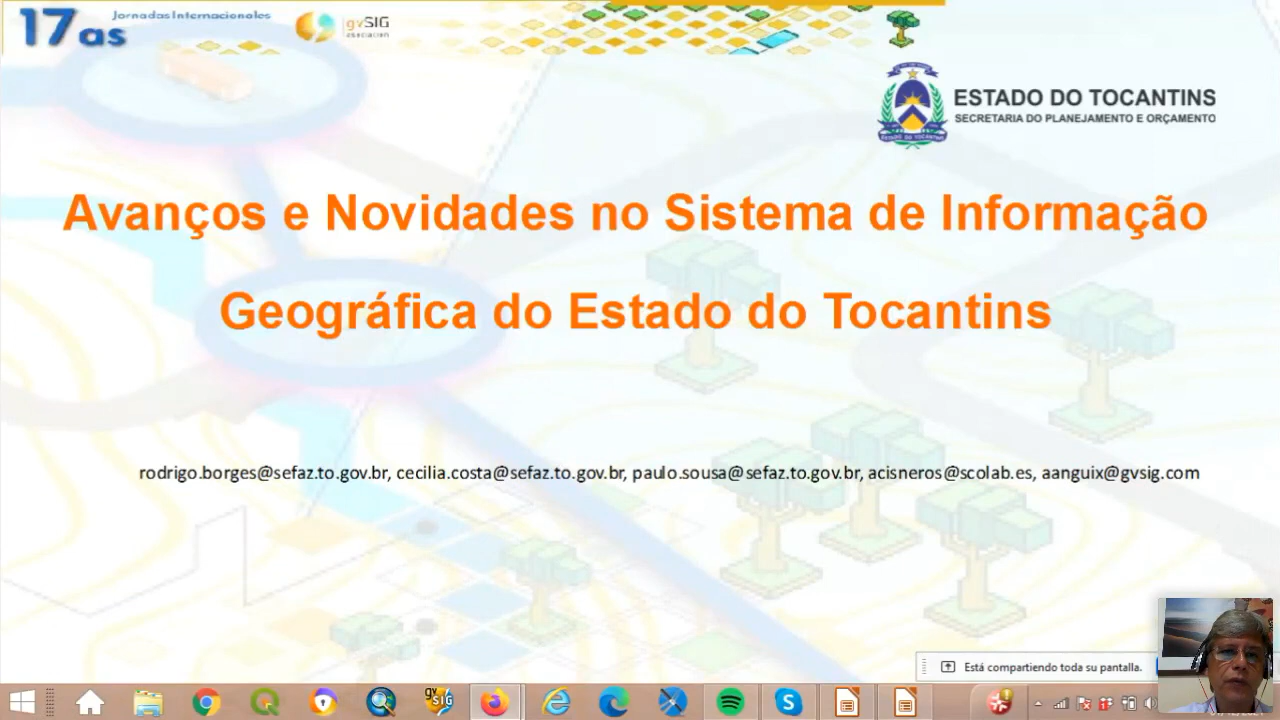 17as
Jornadas Internacionales
gvSIG
asociación
ESTADO DO TOCANTINS
SECRETARIA DO PLANEJAMENTO E ORÇAMENTO
Avanços e Novidades no Sistema de Informação
Geográfica do Estado do Tocantins
rodrigo.borges@sefaz.to.gov.br, cecilia.costa@sefaz.to.gov.br, paulo.sousa@sefaz.to.gov.br, acisneros@scolab.es, aanguix@gvsig.com
Está compartiendo toda su pantalla.
gv
SIG